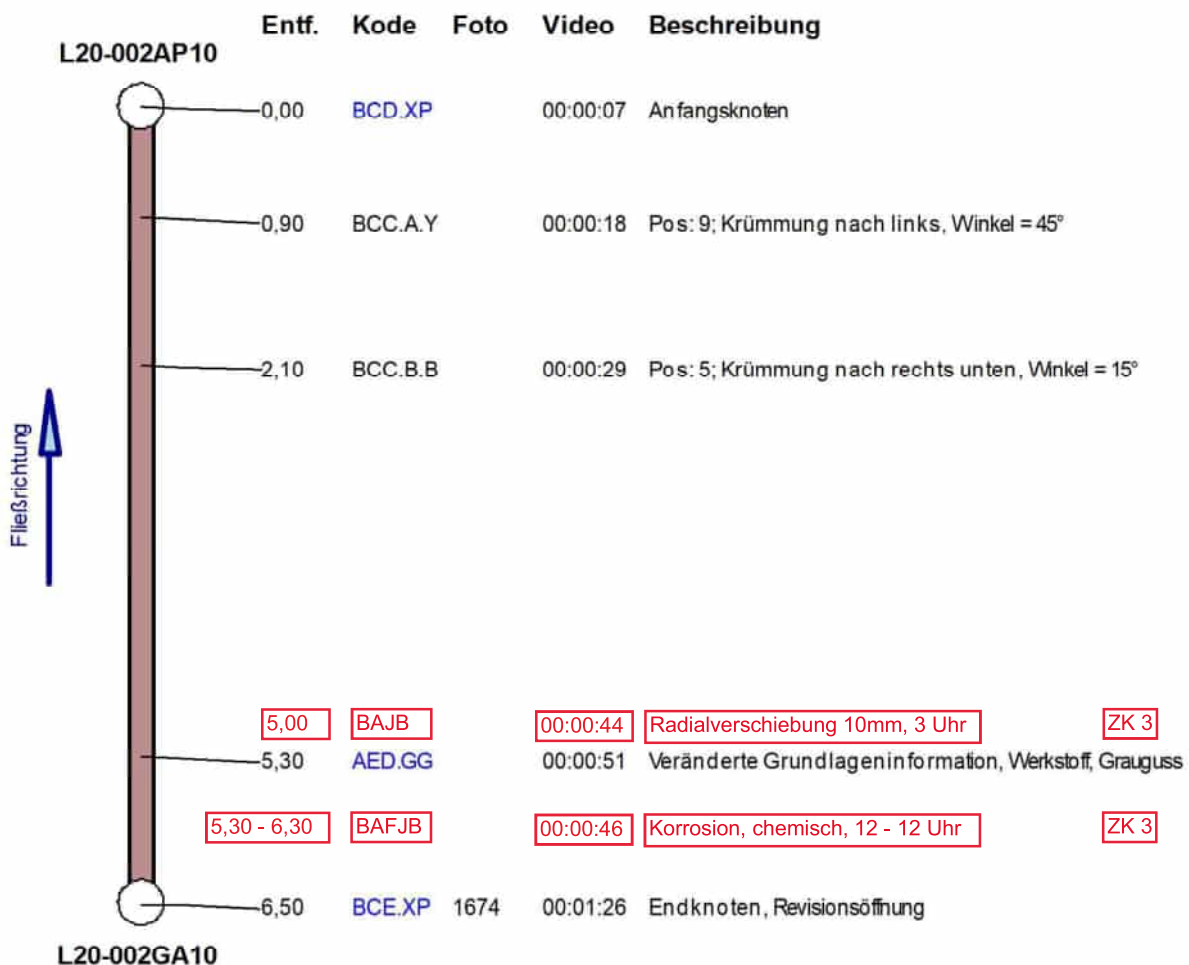 Entf. Kode Foto Video Beschreibung
L20-002AP10
0,00 BCD.XP 00:00:07 Anfangsknoten
0,90 BCC.A.Y 00:00:18 Pos: 9; Krümmung nach links, Winkel = 45°
2,10 BCC.B.B 00:00:29 Pos: 5; Krümmung nach rechts unten, Winkel = 15°
Fließrichtung
5,00 BAJB 00:00:44 Radialverschiebung 10mm, 3 Uhr ZK 3
5,30 AED.GG 00:00:51 Veränderte Grundlageninformation, Werkstoff, Grauguss
5,30 - 6,30 BAFJB 00:00:46 Korrosion, chemisch, 12 - 12 Uhr ZK 3
6,50 BCE.XP 1674 00:01:26 Endknoten, Revisionsöffnung
L20-002GA10